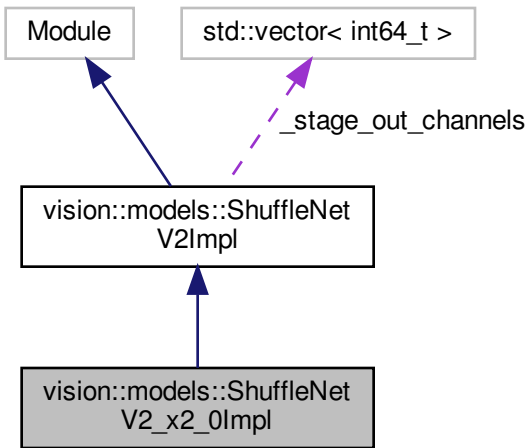 Module
std::vector< int64_t >
_stage_out_channels
vision::models::ShuffleNet
V2Impl
vision::models::ShuffleNet
V2_x2_0Impl